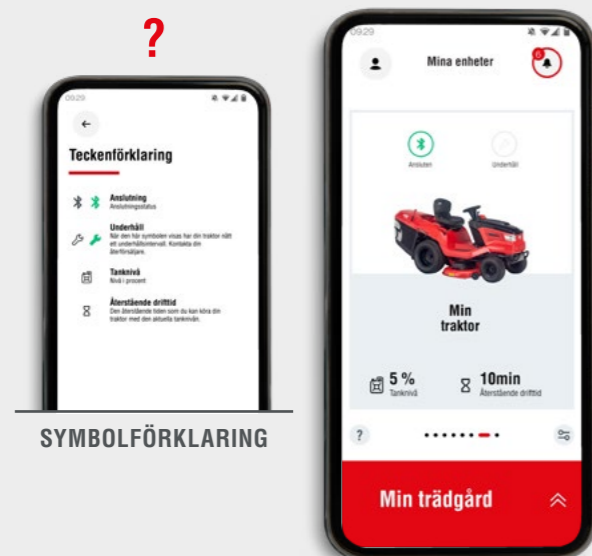 ?
09:29
Teckenförklaring
Anslutning
Anslutningsstatus
Underhåll
När den här symbolen visas har din traktor nått
ett underhållsintervall. Kontakta din
återförsäljare.
Tanknivå
Nivå i procent
Återstående drifttid
Den återstående tiden som du kan köra din
traktor med den aktuella tanknivån.
SYMBOLFÖRKLARING
09:29
Mina enheter
6
Ansluten
Underhåll
Min
traktor
5 %
Tanknivå
10min
Återstående drifttid
?
Min trädgård